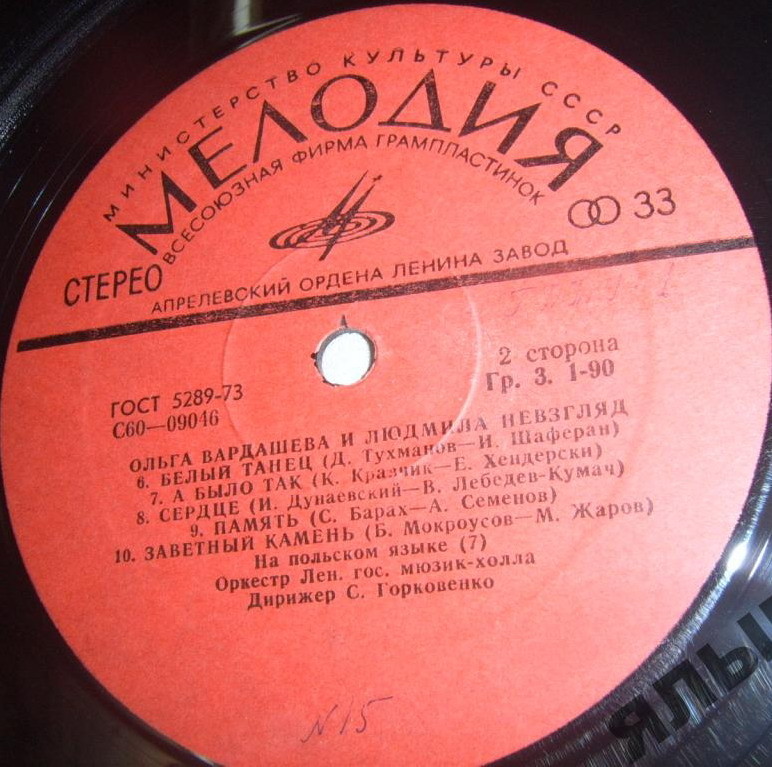 МИНИСТЕРСТВО КУЛЬТУРЫ СССР
МЕЛОДИЯ
ВСЕСОЮЗНАЯ ФИРМА ГРАМПЛАСТИНОК
33
СТЕРЕО
АПРЕЛЕВСКИЙ ОРДЕНА ЛЕНИНА ЗАВОД
2 сторона
Гр. 3. 1-90
ГОСТ 5289-73
С60—09046
ОЛЬГА ВАРДАШЕВА И ЛЮДМИЛА НЕВЗГЛЯД
6. БЕЛЫЙ ТАНЕЦ (Д. Тухманов—И. Шаферан)
7. А БЫЛО ТАК (К. Кравчик—Е. Хендерски)
8. СЕРДЦЕ (И. Дунаевский—В. Лебедев-Кумач)
9. ПАМЯТЬ (С. Барах—А. Семенов)
10. ЗАВЕТНЫЙ КАМЕНЬ (Б. Мокроусов—М. Жаров)
На польском языке (7)
Оркестр Лен. гос. мюзик-холла
Дирижер С. Горковенко
№15